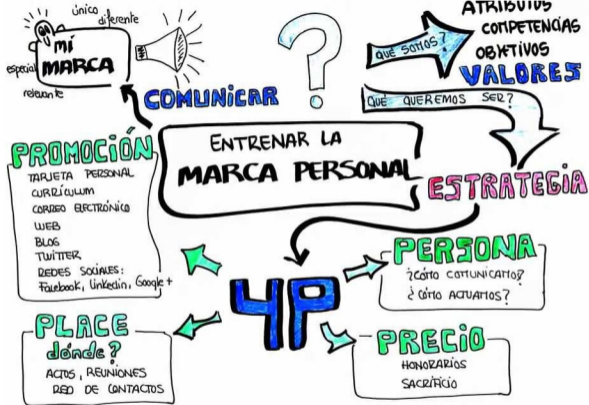 único
diferente
mi
MARCA
especial
relevante
COMUNICAR
?
ATRIBUTOS
COMPETENCIAS
OBJETIVOS
VALORES
QUÉ SOMOS?
QUÉ QUEREMOS SER?
ENTRENAR LA
MARCA PERSONAL
ESTRATEGIA
PROMOCIÓN
TARJETA PERSONAL
CURRÍCULUM
CORREO ELECTRÓNICO
WEB
BLOG
TWITTER
REDES SOCIALES:
Facebook, Linkedin, Google+
4P
PERSONA
¿CÓMO COMUNICAMOS?
¿CÓMO ACTUAMOS?
PLACE
dónde?
ACTOS, REUNIONES
RED DE CONTACTOS
PRECIO
HONORARIOS
SACRIFICIO